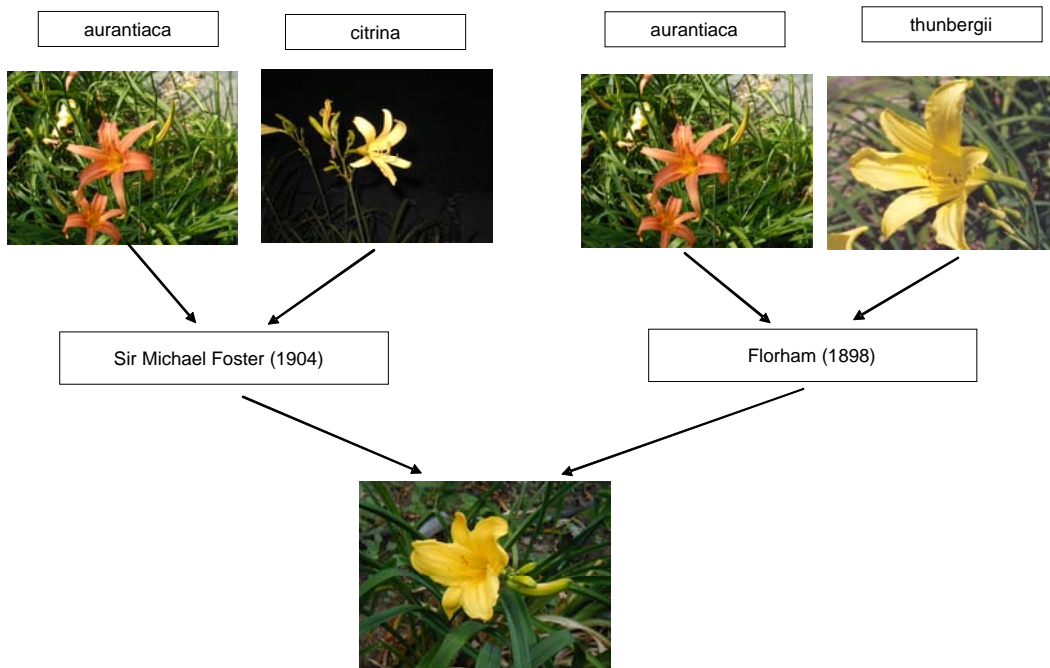 aurantiaca
citrina
aurantiaca
thunbergii
Sir Michael Foster (1904)
Florham (1898)